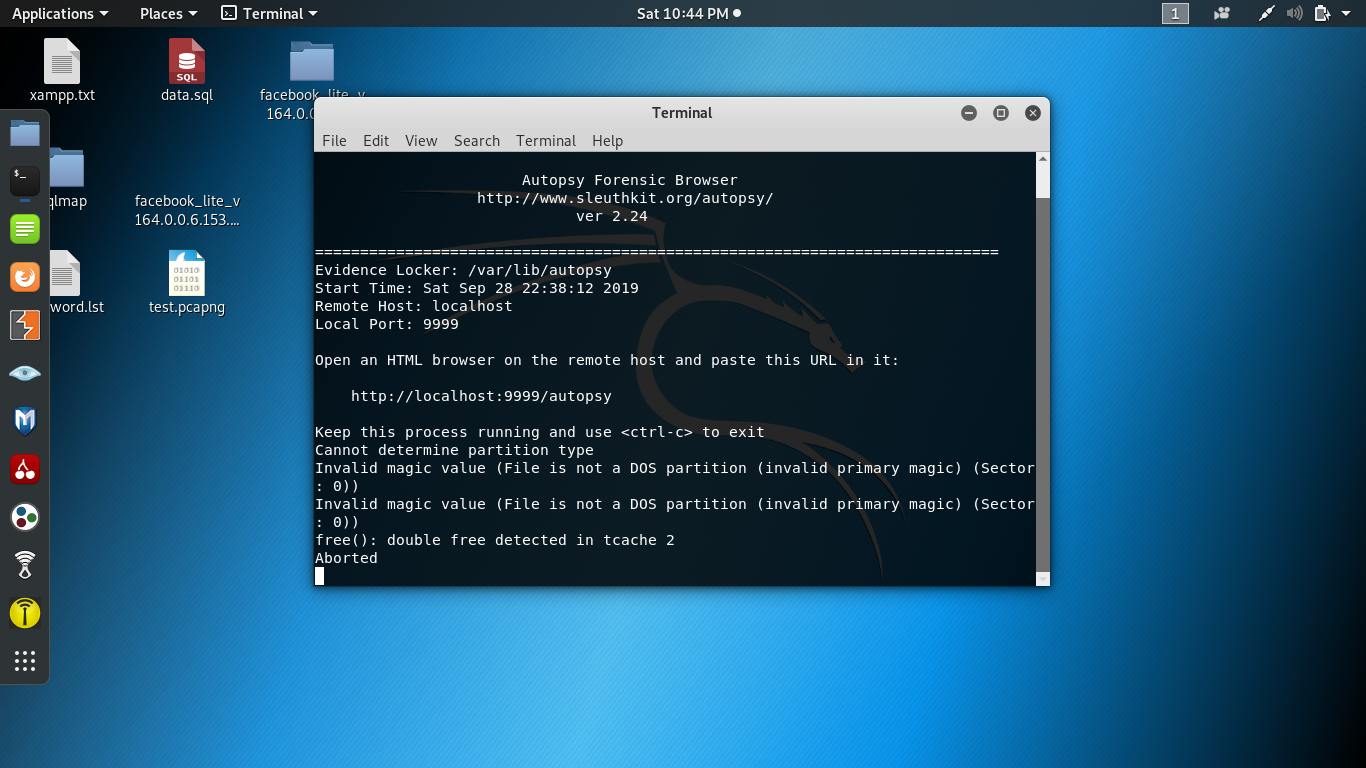 Applications Places Terminal Sat 10:44 PM 1
xampp.txt
data.sql
SQL
facebook_lite_v
164.0.0
qlmap
facebook_lite_v
164.0.0.6.153....
word.lst
01010
01101
01110
test.pcapng
$_
Terminal
File Edit View Search Terminal Help
Autopsy Forensic Browser
http://www.sleuthkit.org/autopsy/
ver 2.24
============================================================================
Evidence Locker: /var/lib/autopsy
Start Time: Sat Sep 28 22:38:12 2019
Remote Host: localhost
Local Port: 9999
Open an HTML browser on the remote host and paste this URL in it:
http://localhost:9999/autopsy
Keep this process running and use <ctrl-c> to exit
Cannot determine partition type
Invalid magic value (File is not a DOS partition (invalid primary magic) (Sector
: 0))
Invalid magic value (File is not a DOS partition (invalid primary magic) (Sector
: 0))
free(): double free detected in tcache 2
Aborted